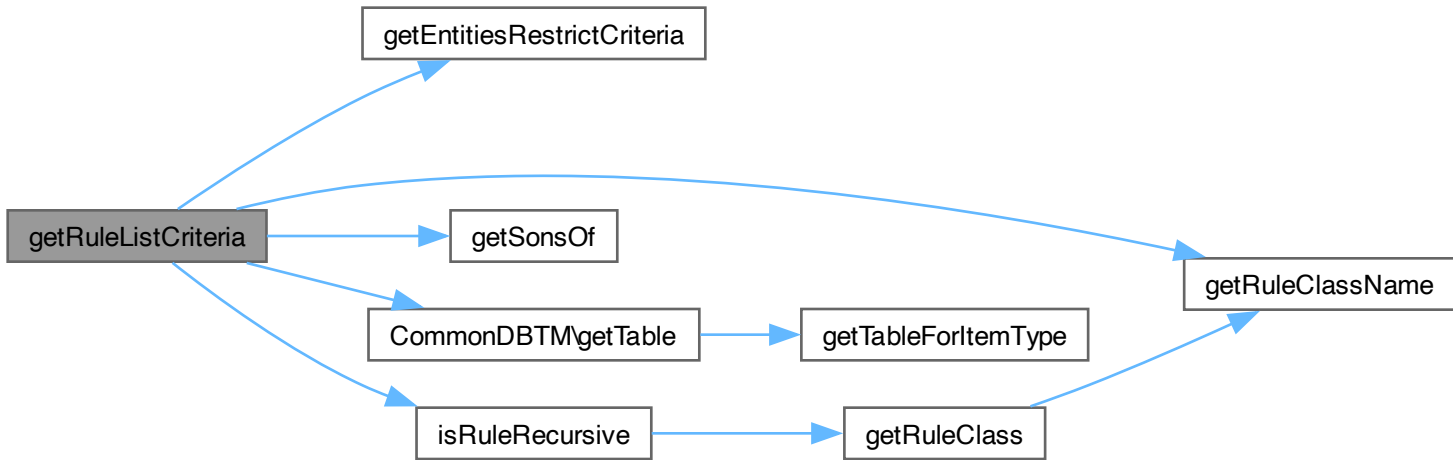 getEntitiesRestrictCriteria
getRuleListCriteria
getSonsOf
getRuleClassName
CommonDBTM\getTable
getTableForItemType
isRuleRecursive
getRuleClass